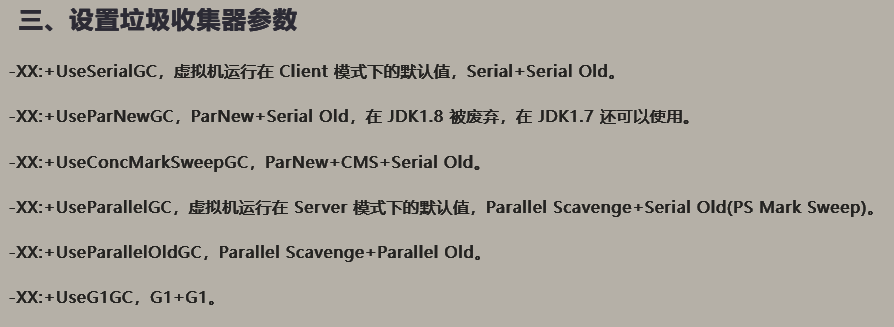 三、设置垃圾收集器参数
-XX:+UseSerialGC，虚拟机运行在 Client 模式下的默认值，Serial+Serial Old。
-XX:+UseParNewGC，ParNew+Serial Old，在 JDK1.8 被废弃，在 JDK1.7 还可以使用。
-XX:+UseConcMarkSweepGC，ParNew+CMS+Serial Old。
-XX:+UseParallelGC，虚拟机运行在 Server 模式下的默认值，Parallel Scavenge+Serial Old(PS Mark Sweep)。
-XX:+UseParallelOldGC，Parallel Scavenge+Parallel Old。
-XX:+UseG1GC，G1+G1。